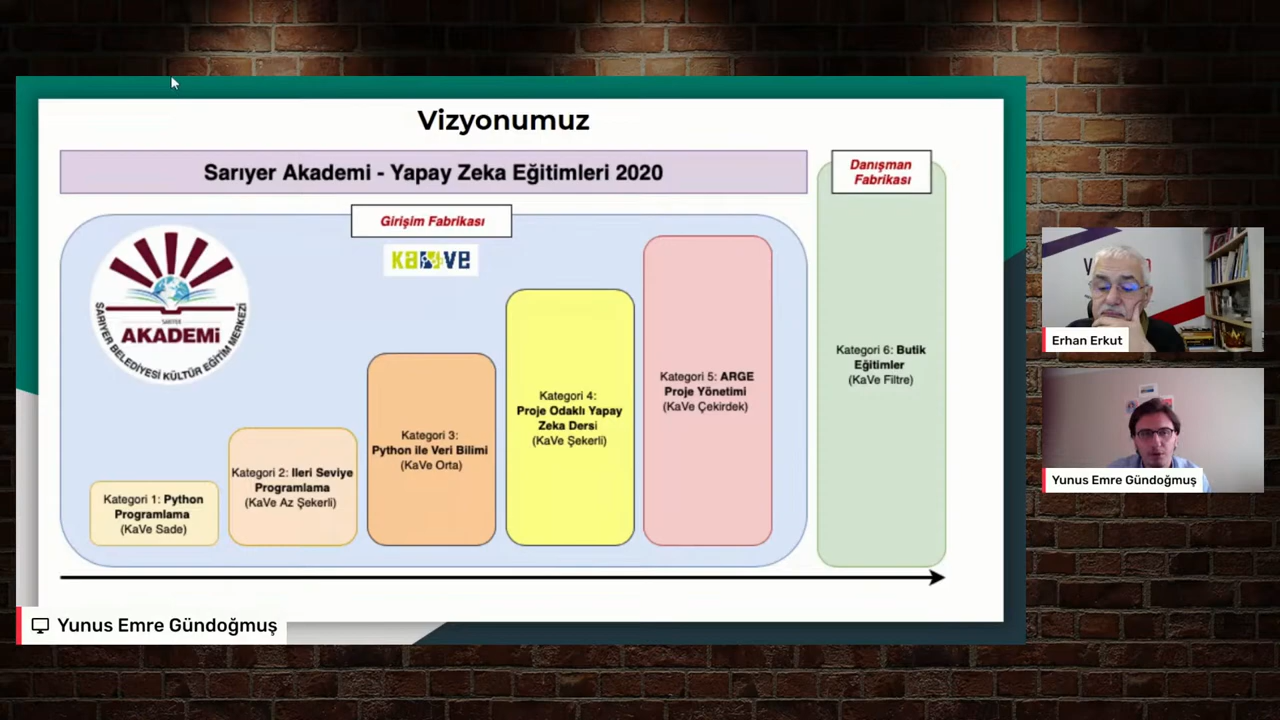 Vizyonumuz
Sarıyer Akademi - Yapay Zeka Eğitimleri 2020
Danışman
Fabrikası
Girişim Fabrikası
KaVe
SARIYER
AKADEMİ
SARIYER BELEDİYESİ KÜLTÜR EĞİTİM MERKEZİ
Kategori 1: Python
Programlama
(KaVe Sade)
Kategori 2: Ileri Seviye
Programlama
(KaVe Az Şekerli)
Kategori 3:
Python ile Veri Bilimi
(KaVe Orta)
Kategori 4:
Proje Odaklı Yapay
Zeka Dersi
(KaVe Şekerli)
Kategori 5: ARGE
Proje Yönetimi
(KaVe Çekirdek)
Kategori 6: Butik
Eğitimler
(KaVe Filtre)
Erhan Erkut
Yunus Emre Gündoğmuş
Yunus Emre Gündoğmuş